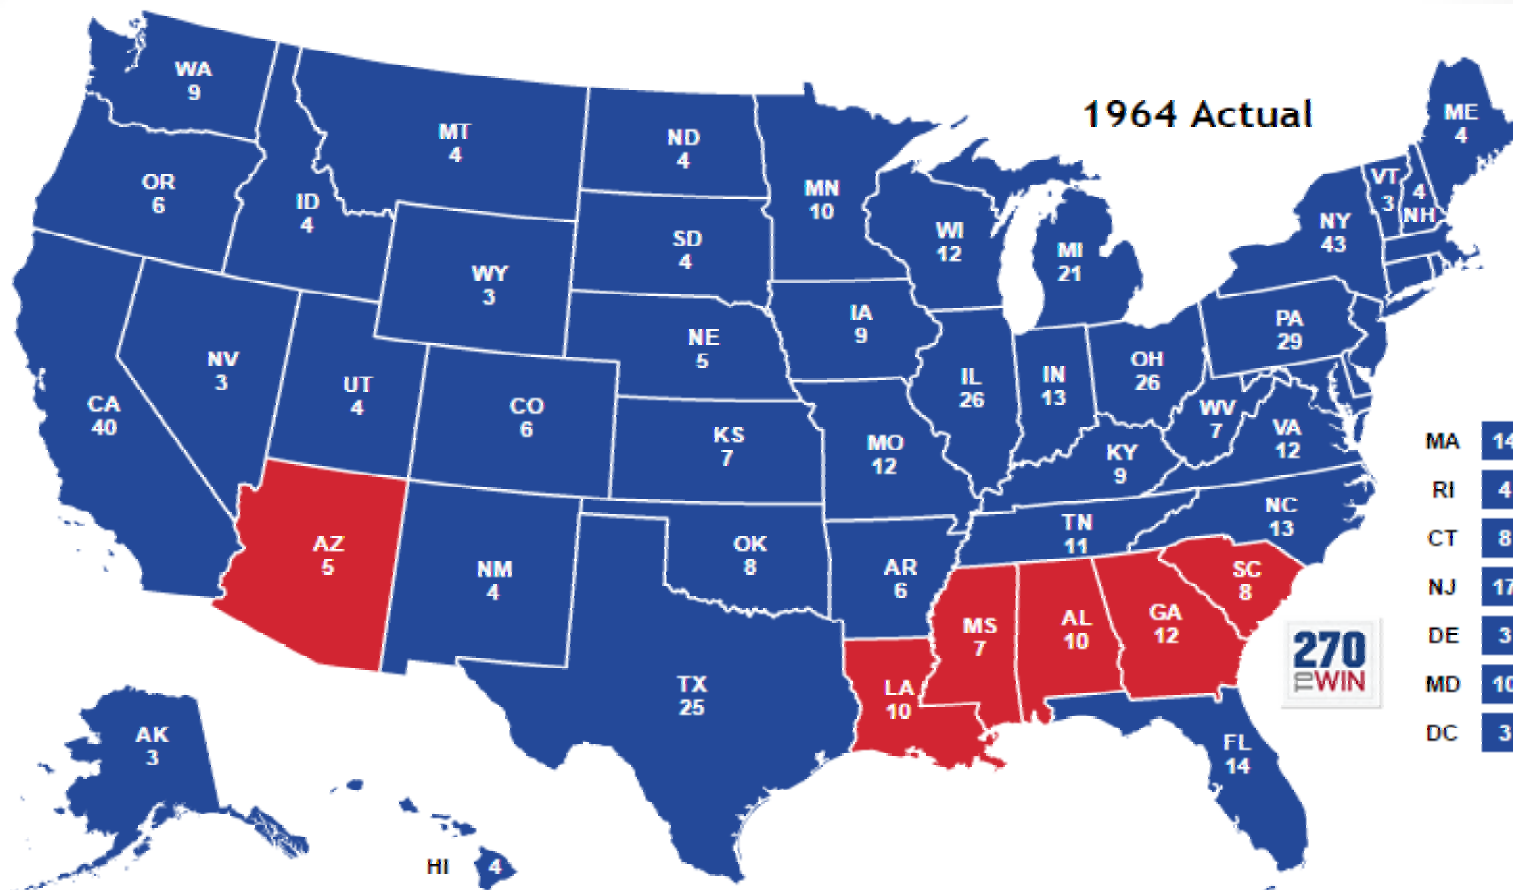 1964 Actual
WA
9
OR
6
CA
40
NV
3
ID
4
MT
4
WY
3
UT
4
AZ
5
CO
6
NM
4
ND
4
SD
4
NE
5
KS
7
OK
8
TX
25
MN
10
IA
9
MO
12
AR
6
LA
10
WI
12
IL
26
MI
21
IN
13
OH
26
KY
9
TN
11
MS
7
AL
10
GA
12
FL
14
SC
8
NC
13
VA
12
WV
7
PA
29
NY
43
VT
3
4
NH
ME
4
MA 14
RI 4
CT 8
NJ 17
DE 3
MD 10
DC 3
AK
3
HI 4
270
TO WIN